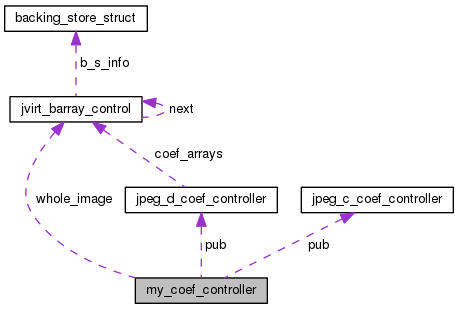 backing_store_struct
b_s_info
jvirt_barray_control
next
coef_arrays
whole_image
jpeg_d_coef_controller
jpeg_c_coef_controller
pub
pub
my_coef_controller